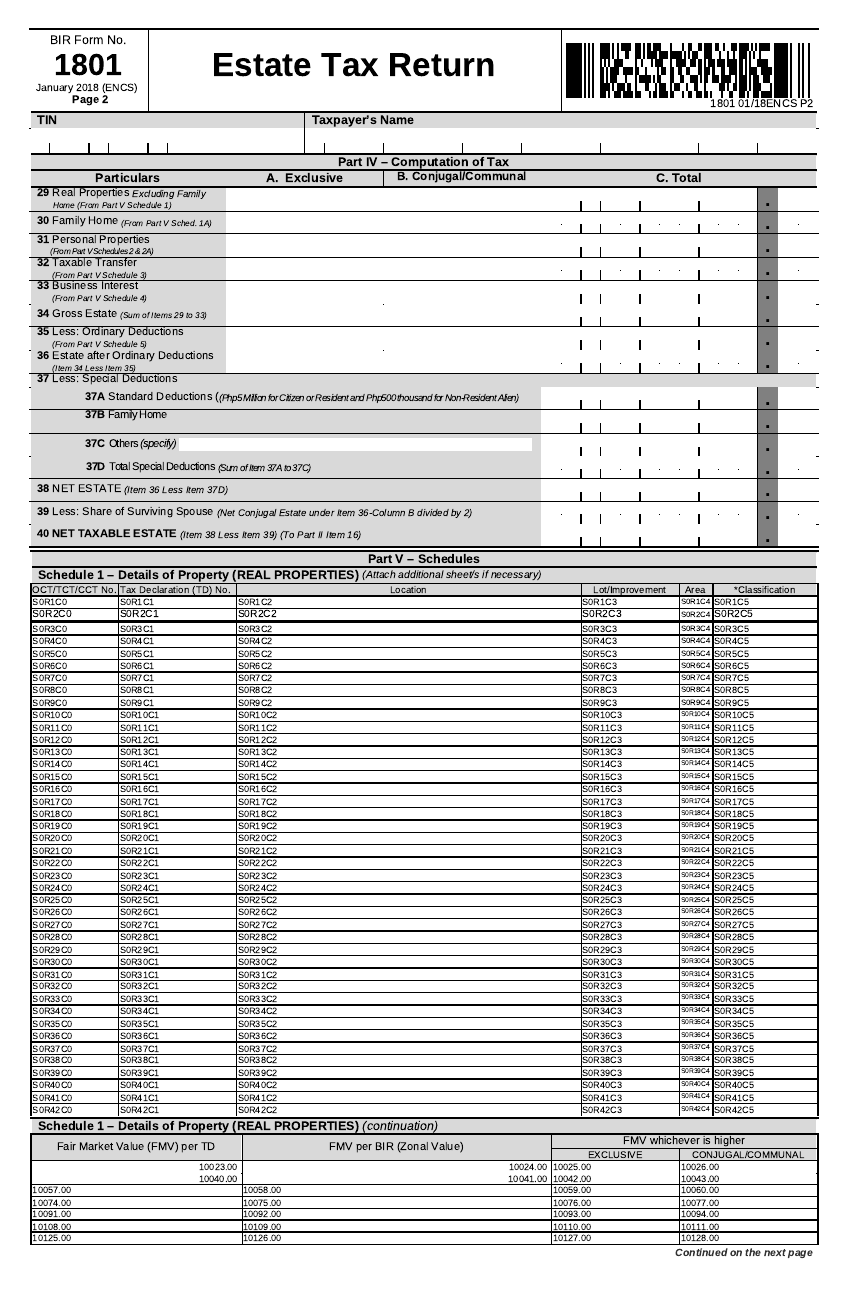 BIR Form No.
1801
January 2018 (ENCS)
Page 2
Estate Tax Return
1801 01/18ENCS P2
TIN Taxpayer's Name
Part IV – Computation of Tax
Particulars A. Exclusive B. Conjugal/Communal C. Total
29 Real Properties Excluding Family
Home (From Part V Schedule 1)
30 Family Home (From Part V Sched. 1A)
31 Personal Properties
(From Part V Schedules 2 & 2A)
32 Taxable Transfer
(From Part V Schedule 3)
33 Business Interest
(From Part V Schedule 4)
34 Gross Estate (Sum of Items 29 to 33)
35 Less: Ordinary Deductions
(From Part V Schedule 5)
36 Estate after Ordinary Deductions
(Item 34 Less Item 35)
37 Less: Special Deductions
37A Standard Deductions ((Php5 Million for Citizen or Resident and Php500 thousand for Non-Resident Alien)
37B Family Home
37C Others (specify)
37D Total Special Deductions (Sum of Item 37A to 37C)
38 NET ESTATE (Item 36 Less Item 37D)
39 Less: Share of Surviving Spouse (Net Conjugal Estate under Item 36-Column B divided by 2)
40 NET TAXABLE ESTATE (Item 38 Less Item 39) (To Part II Item 16)
Part V – Schedules
Schedule 1 – Details of Property (REAL PROPERTIES) (Attach additional sheet/s if necessary)
OCT/TCT/CCT No. Tax Declaration (TD) No. Location Lot/Improvement Area *Classification
S0R1C0 S0R1C1 S0R1C2 S0R1C3 S0R1C4 S0R1C5
S0R2C0 S0R2C1 S0R2C2 S0R2C3 S0R2C4 S0R2C5
S0R3C0 S0R3C1 S0R3C2 S0R3C3 S0R3C4 S0R3C5
S0R4C0 S0R4C1 S0R4C2 S0R4C3 S0R4C4 S0R4C5
S0R5C0 S0R5C1 S0R5C2 S0R5C3 S0R5C4 S0R5C5
S0R6C0 S0R6C1 S0R6C2 S0R6C3 S0R6C4 S0R6C5
S0R7C0 S0R7C1 S0R7C2 S0R7C3 S0R7C4 S0R7C5
S0R8C0 S0R8C1 S0R8C2 S0R8C3 S0R8C4 S0R8C5
S0R9C0 S0R9C1 S0R9C2 S0R9C3 S0R9C4 S0R9C5
S0R10C0 S0R10C1 S0R10C2 S0R10C3 S0R10C4 S0R10C5
S0R11C0 S0R11C1 S0R11C2 S0R11C3 S0R11C4 S0R11C5
S0R12C0 S0R12C1 S0R12C2 S0R12C3 S0R12C4 S0R12C5
S0R13C0 S0R13C1 S0R13C2 S0R13C3 S0R13C4 S0R13C5
S0R14C0 S0R14C1 S0R14C2 S0R14C3 S0R14C4 S0R14C5
S0R15C0 S0R15C1 S0R15C2 S0R15C3 S0R15C4 S0R15C5
S0R16C0 S0R16C1 S0R16C2 S0R16C3 S0R16C4 S0R16C5
S0R17C0 S0R17C1 S0R17C2 S0R17C3 S0R17C4 S0R17C5
S0R18C0 S0R18C1 S0R18C2 S0R18C3 S0R18C4 S0R18C5
S0R19C0 S0R19C1 S0R19C2 S0R19C3 S0R19C4 S0R19C5
S0R20C0 S0R20C1 S0R20C2 S0R20C3 S0R20C4 S0R20C5
S0R21C0 S0R21C1 S0R21C2 S0R21C3 S0R21C4 S0R21C5
S0R22C0 S0R22C1 S0R22C2 S0R22C3 S0R22C4 S0R22C5
S0R23C0 S0R23C1 S0R23C2 S0R23C3 S0R23C4 S0R23C5
S0R24C0 S0R24C1 S0R24C2 S0R24C3 S0R24C4 S0R24C5
S0R25C0 S0R25C1 S0R25C2 S0R25C3 S0R25C4 S0R25C5
S0R26C0 S0R26C1 S0R26C2 S0R26C3 S0R26C4 S0R26C5
S0R27C0 S0R27C1 S0R27C2 S0R27C3 S0R27C4 S0R27C5
S0R28C0 S0R28C1 S0R28C2 S0R28C3 S0R28C4 S0R28C5
S0R29C0 S0R29C1 S0R29C2 S0R29C3 S0R29C4 S0R29C5
S0R30C0 S0R30C1 S0R30C2 S0R30C3 S0R30C4 S0R30C5
S0R31C0 S0R31C1 S0R31C2 S0R31C3 S0R31C4 S0R31C5
S0R32C0 S0R32C1 S0R32C2 S0R32C3 S0R32C4 S0R32C5
S0R33C0 S0R33C1 S0R33C2 S0R33C3 S0R33C4 S0R33C5
S0R34C0 S0R34C1 S0R34C2 S0R34C3 S0R34C4 S0R34C5
S0R35C0 S0R35C1 S0R35C2 S0R35C3 S0R35C4 S0R35C5
S0R36C0 S0R36C1 S0R36C2 S0R36C3 S0R36C4 S0R36C5
S0R37C0 S0R37C1 S0R37C2 S0R37C3 S0R37C4 S0R37C5
S0R38C0 S0R38C1 S0R38C2 S0R38C3 S0R38C4 S0R38C5
S0R39C0 S0R39C1 S0R39C2 S0R39C3 S0R39C4 S0R39C5
S0R40C0 S0R40C1 S0R40C2 S0R40C3 S0R40C4 S0R40C5
S0R41C0 S0R41C1 S0R41C2 S0R41C3 S0R41C4 S0R41C5
S0R42C0 S0R42C1 S0R42C2 S0R42C3 S0R42C4 S0R42C5
Schedule 1 – Details of Property (REAL PROPERTIES) (continuation)
Fair Market Value (FMV) per TD FMV per BIR (Zonal Value) FMV whichever is higher
EXCLUSIVE CONJUGAL/COMMUNAL
10023.00 10024.00 10025.00 10026.00
10040.00 10041.00 10042.00 10043.00
10057.00 10058.00 10059.00 10060.00
10074.00 10075.00 10076.00 10077.00
10091.00 10092.00 10093.00 10094.00
10108.00 10109.00 10110.00 10111.00
10125.00 10126.00 10127.00 10128.00
Continued on the next page